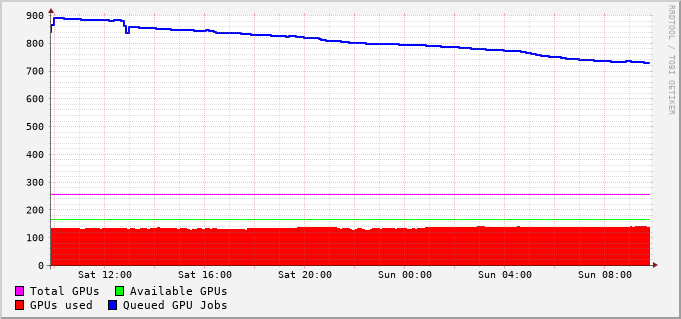 900
800
700
600
500
400
300
200
100
0
Sat 12:00 Sat 16:00 Sat 20:00 Sun 00:00 Sun 04:00 Sun 08:00
Total GPUs Available GPUs
GPUs used Queued GPU Jobs
RRDTOOL / TOBI OETIKER